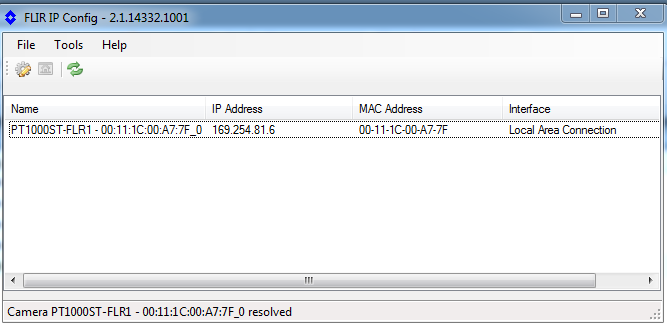 FLIR IP Config - 2.1.14332.1001
File Tools Help
Name IP Address MAC Address Interface
PT1000ST-FLR1 - 00:11:1C:00:A7:7F_0 169.254.81.6 00-11-1C-00-A7-7F Local Area Connection
Camera PT1000ST-FLR1 - 00:11:1C:00:A7:7F_0 resolved